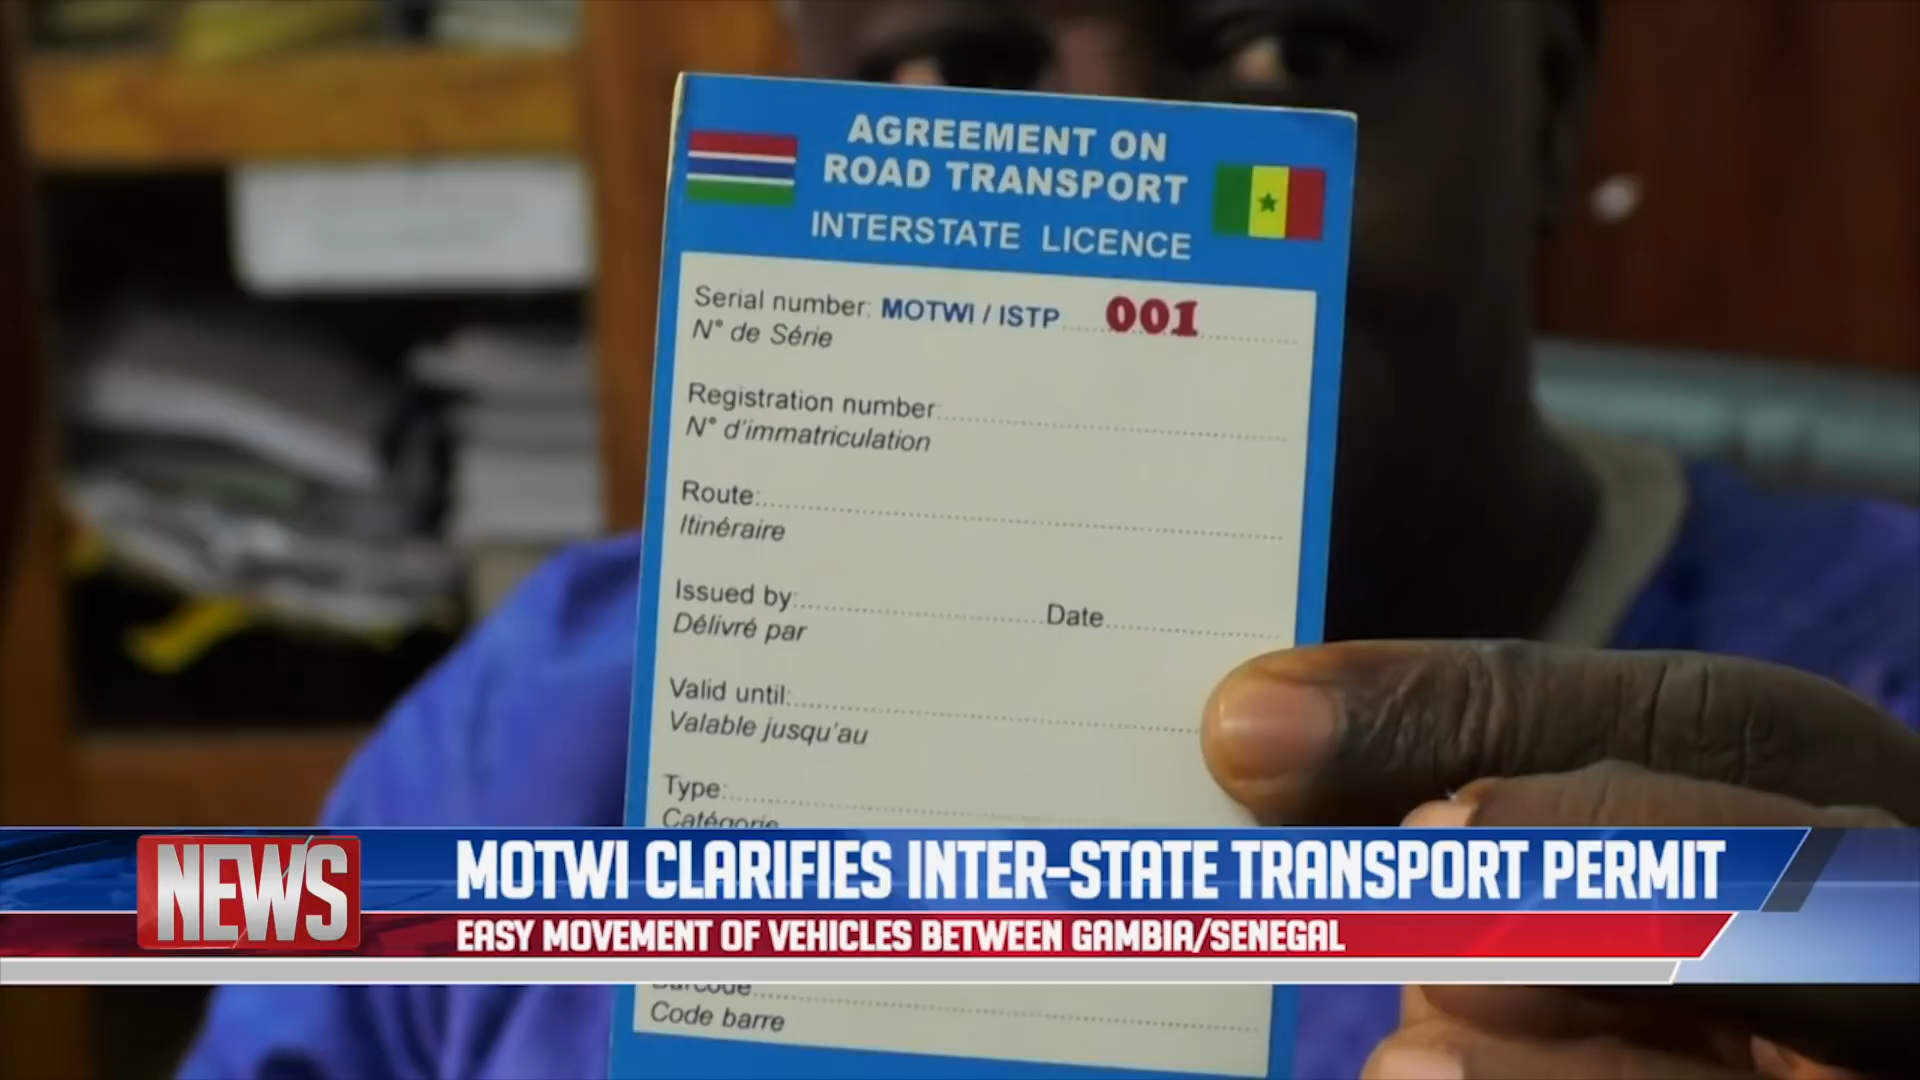 AGREEMENT ON
ROAD TRANSPORT
INTERSTATE LICENCE
Serial number: MOTWI / ISTP 001
N° de Série
Registration number:
N° d'immatriculation
Route:
Itinéraire
Issued by: Date
Délivré par
Valid until:
Valable jusqu'au
Type:
Catégorie
NEWS
MOTWI CLARIFIES INTER-STATE TRANSPORT PERMIT
EASY MOVEMENT OF VEHICLES BETWEEN GAMBIA/SENEGAL
Barcode
Code barre